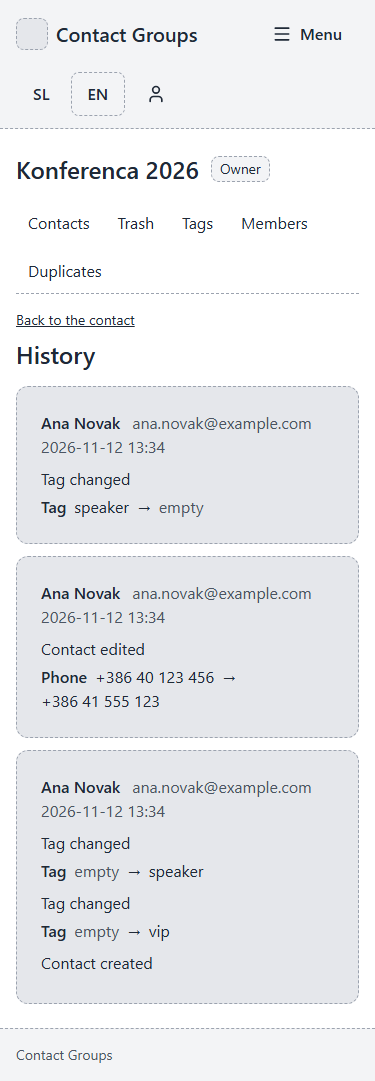 Contact Groups
Menu
SL
EN
Konferenca 2026 Owner
Contacts Trash Tags Members
Duplicates
Back to the contact
History
Ana Novak ana.novak@example.com
2026-11-12 13:34
Tag changed
Tag speaker → empty
Ana Novak ana.novak@example.com
2026-11-12 13:34
Contact edited
Phone +386 40 123 456 →
+386 41 555 123
Ana Novak ana.novak@example.com
2026-11-12 13:34
Tag changed
Tag empty → speaker
Tag changed
Tag empty → vip
Contact created
Contact Groups